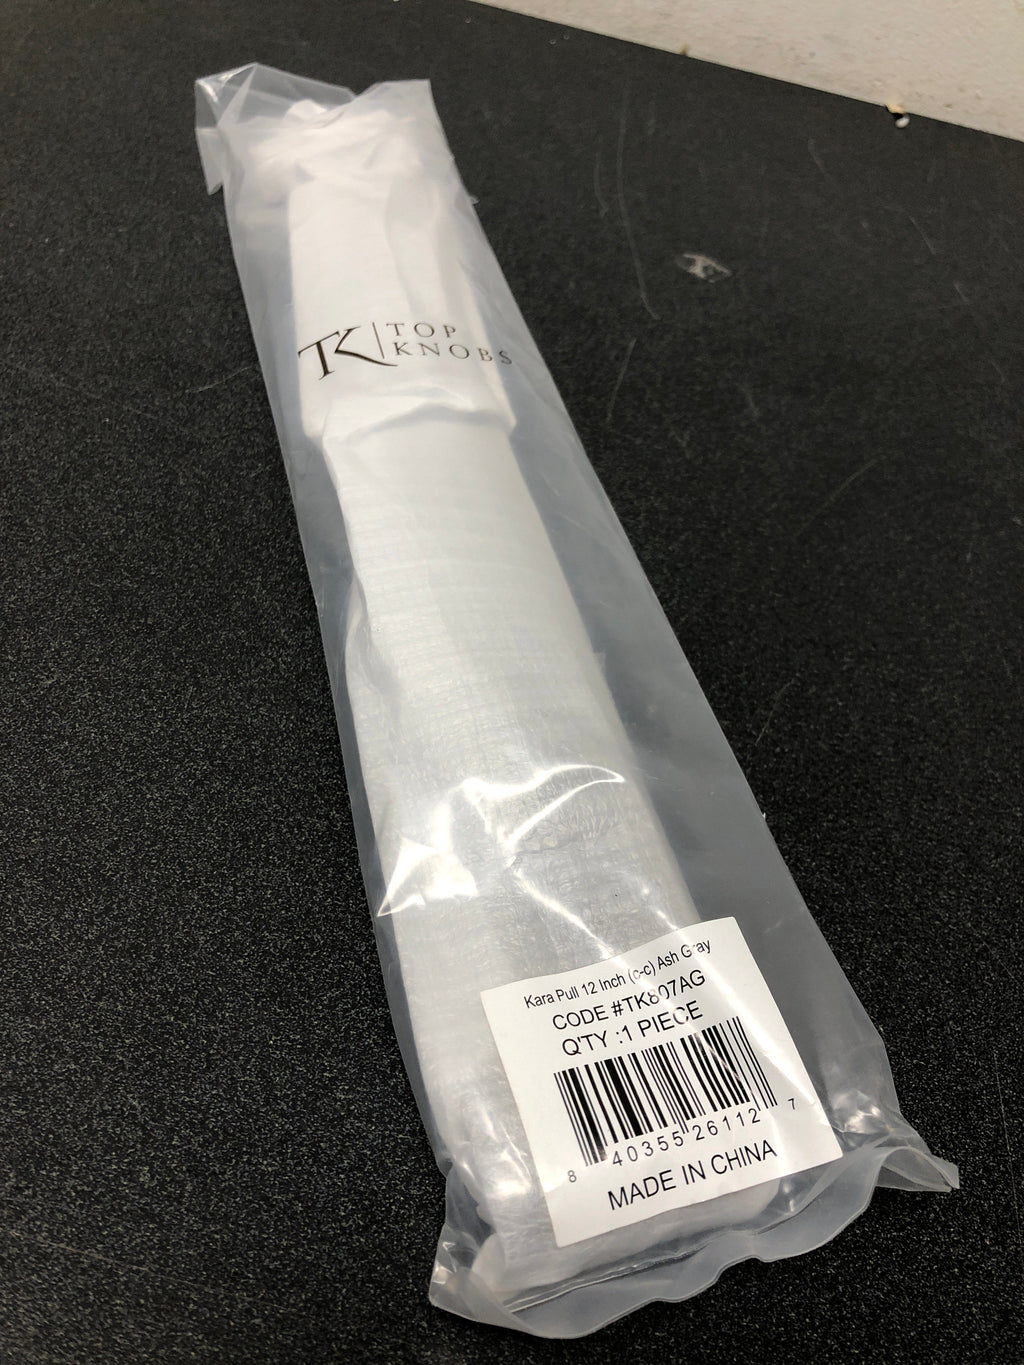 TK | TOP
KNOBS
Kara Pull 12 Inch (c-c) Ash Gray
CODE #TK807AG
Q'TY :1 PIECE
8 40355 26112 7
MADE IN CHINA